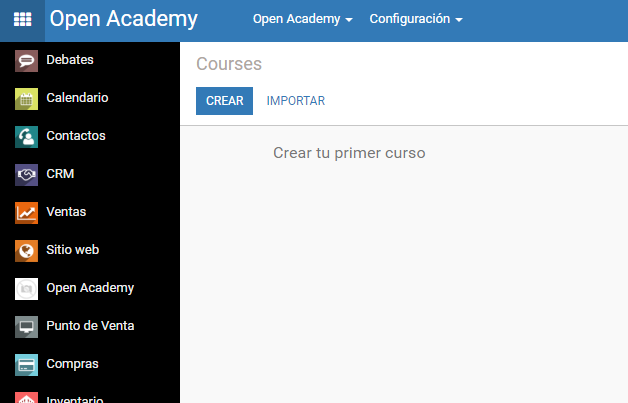 Open Academy
Open Academy
Configuración
Debates
Calendario
Contactos
CRM
Ventas
Sitio web
Open Academy
Punto de Venta
Compras
Inventario
Courses
CREAR
IMPORTAR
Crear tu primer curso